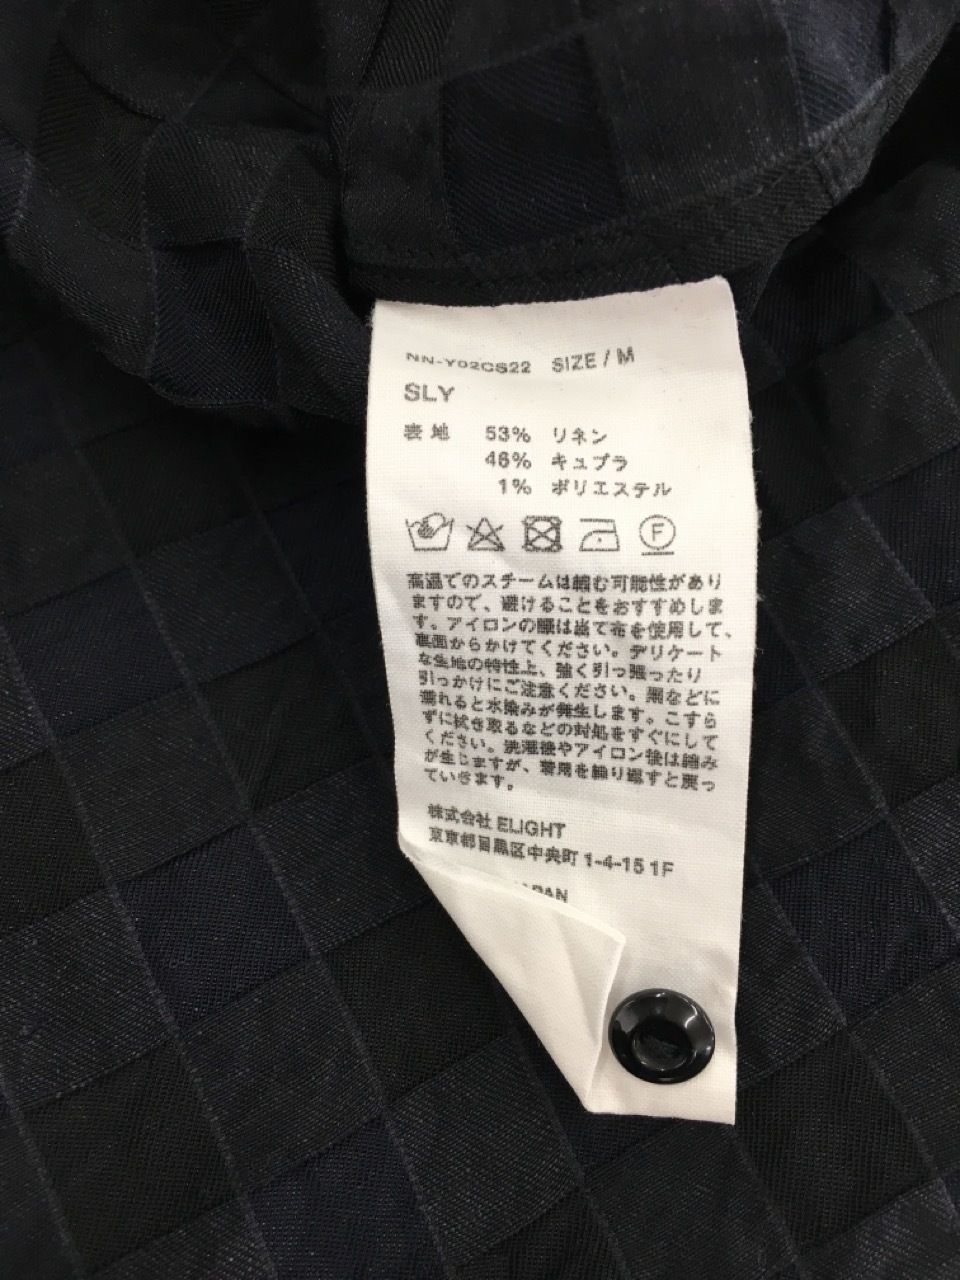 NN-Y02CS22 SIZE / M
SLY
表地 53% リネン
46% キュプラ
1% ポリエステル
F
高温でのスチームは縮む可能性があり
ますので、避けることをおすすめしま
す。アイロンの際は当て布を使用して、
裏面からかけてください。デリケート
な生地の特性上、強く引っ張ったり
引っかけにご注意ください。雨などに
濡れると水染みが発生します。こすら
ずに拭き取るなどの対処をすぐにして
ください。洗濯後やアイロン後は縮み
が生じますが、着用を繰り返すと戻っ
ていきます。
株式会社 ELIGHT
東京都目黒区中央町 1-4-15 1F
JAPAN